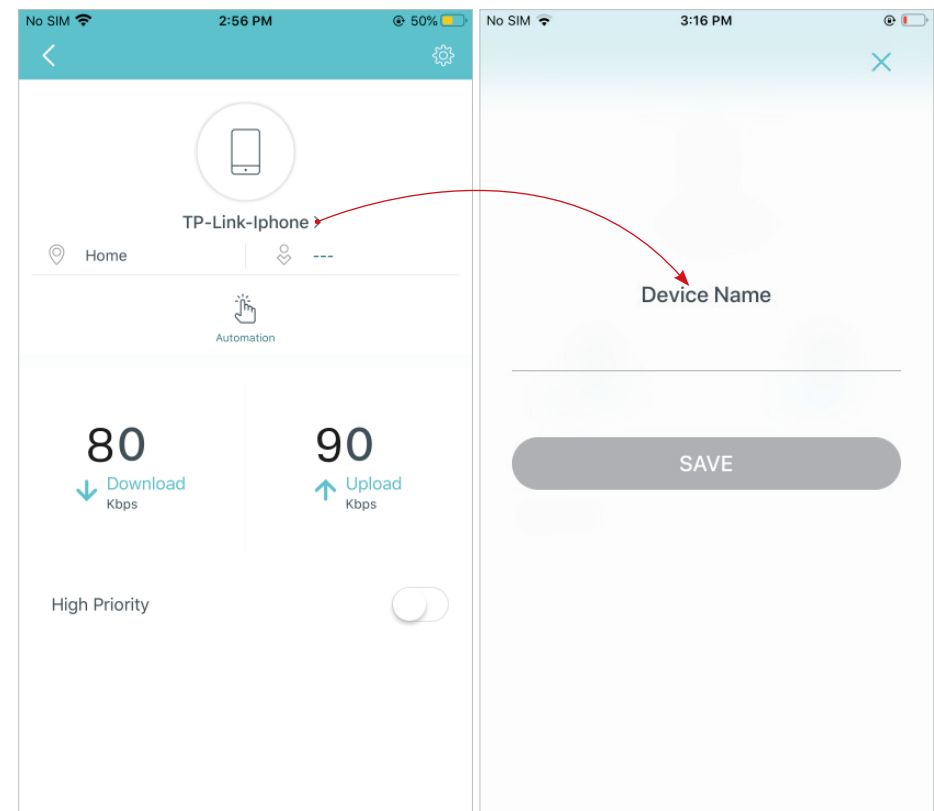 No SIM 2:56 PM 50%
TP-Link-Iphone
Home ---
Automation
80 90
Download Upload
Kbps Kbps
High Priority
No SIM 3:16 PM
Device Name
SAVE